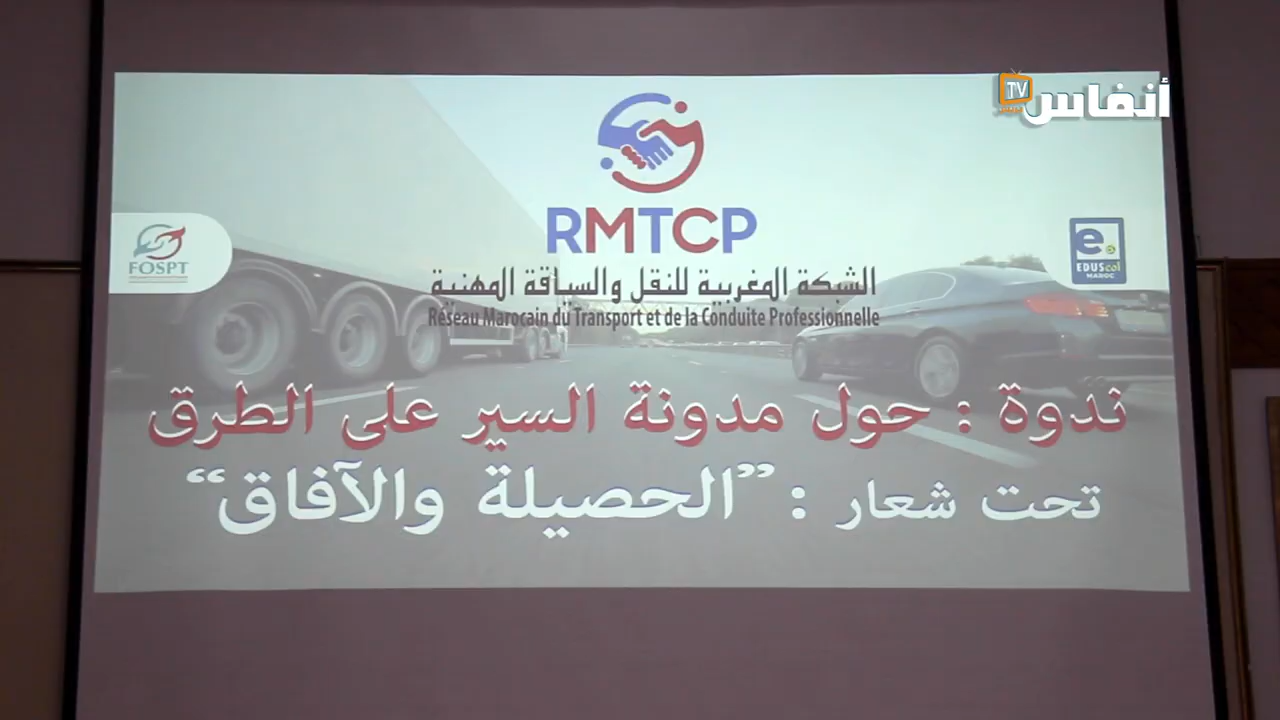 أنفاس TV
RMTCP
FOSPT
e.
EDUScol
MAROC
الشبكة المغربية للنقل والسياقة المهنية
Réseau Marocain du Transport et de la Conduite Professionnelle
ندوة : حول مدونة السير على الطرق
تحت شعار : ”الحصيلة والآفاق“